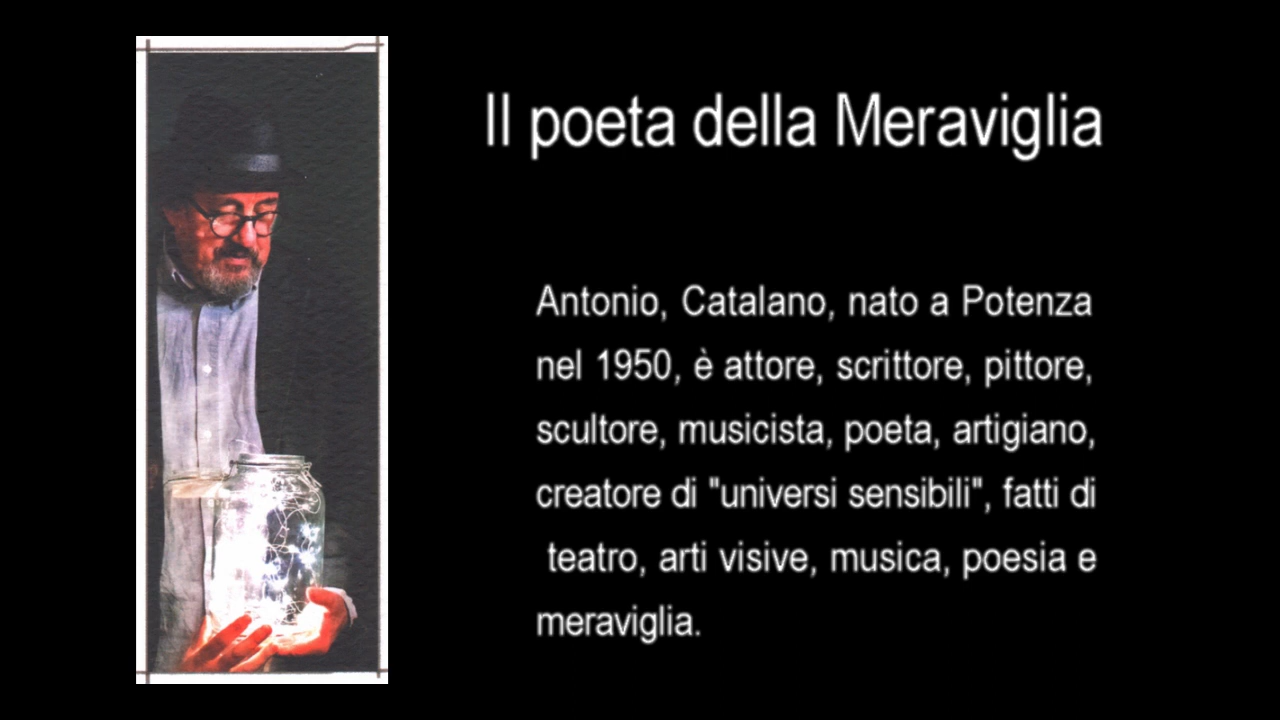 Il poeta della Meraviglia
Antonio, Catalano, nato a Potenza
nel 1950, è attore, scrittore, pittore,
scultore, musicista, poeta, artigiano,
creatore di "universi sensibili", fatti di
teatro, arti visive, musica, poesia e
meraviglia.